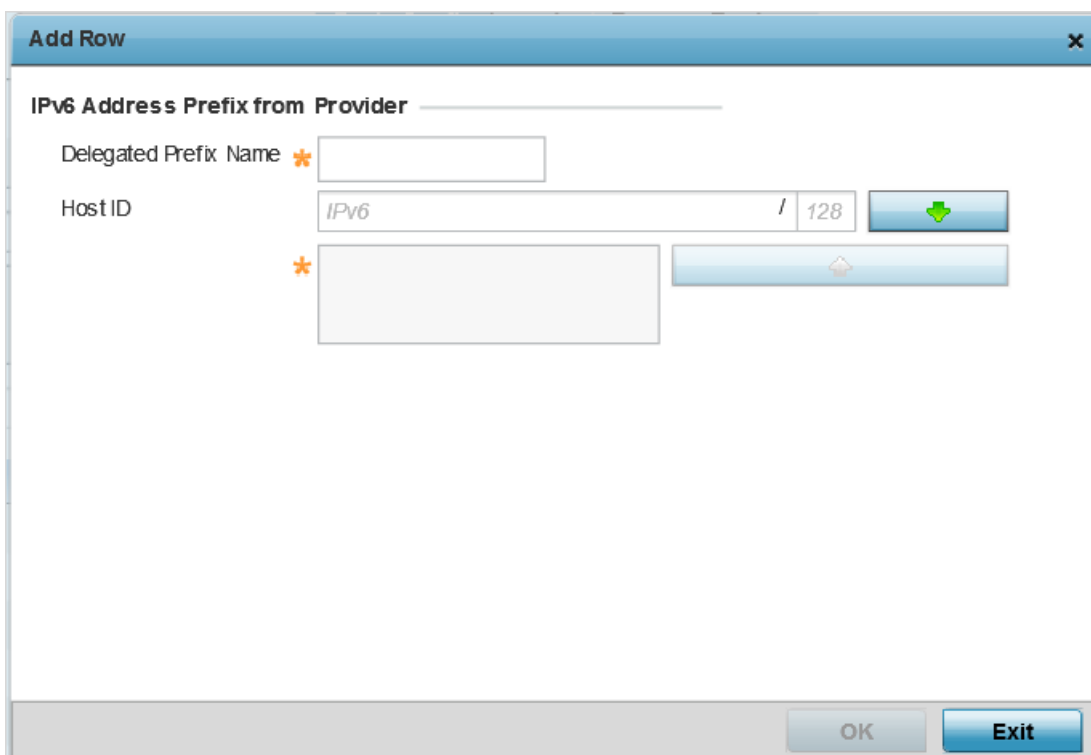 Add Row
IPv6 Address Prefix from Provider
Delegated Prefix Name *
Host ID IPv6 / 128
*
OK Exit